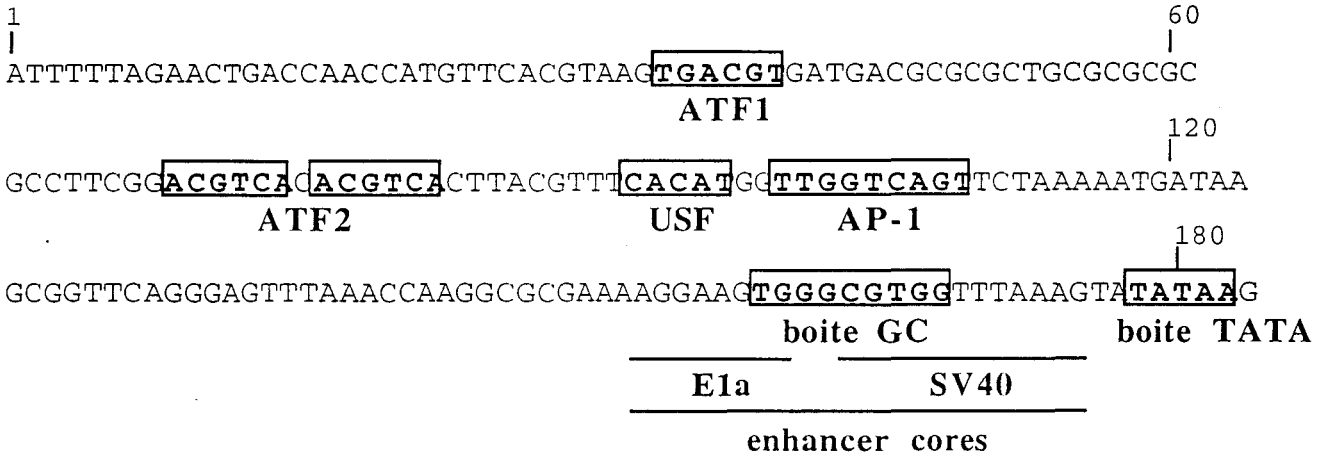 1 60
ATTTTTAGAACTGACCAACCATGTTCACGTAAGTGACGTGATGACGCGCGCTGCGCGCGC
ATF1
120
GCCTTCGGACGTCACACGTCACTTACGTTTCACATGGTTGGTCAGTTCTAAAAATGATAA
ATF2 USF AP-1
180
GCGGTTCAGGGAGTTTAAACCAAGGCGCGAAAAGGAAGTGGGCGTGGTTTAAAGTATATAAG
boite GC boite TATA
E1a SV40
enhancer cores